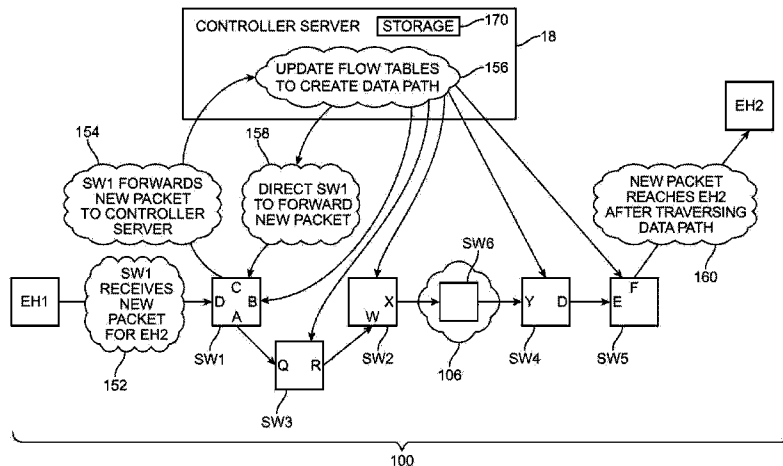 CONTROLLER SERVER
STORAGE
170
18
UPDATE FLOW TABLES
TO CREATE DATA PATH
156
EH2
154
158
SW1 FORWARDS
NEW PACKET
TO CONTROLLER
SERVER
DIRECT SW1
TO FORWARD
NEW PACKET
NEW PACKET
REACHES EH2
AFTER TRAVERSING
DATA PATH
160
EH1
SW1
RECEIVES
NEW
PACKET
FOR EH2
152
C
D
B
A
SW1
Q
R
SW3
X
W
SW2
SW6
106
Y
D
SW4
F
E
SW5
100